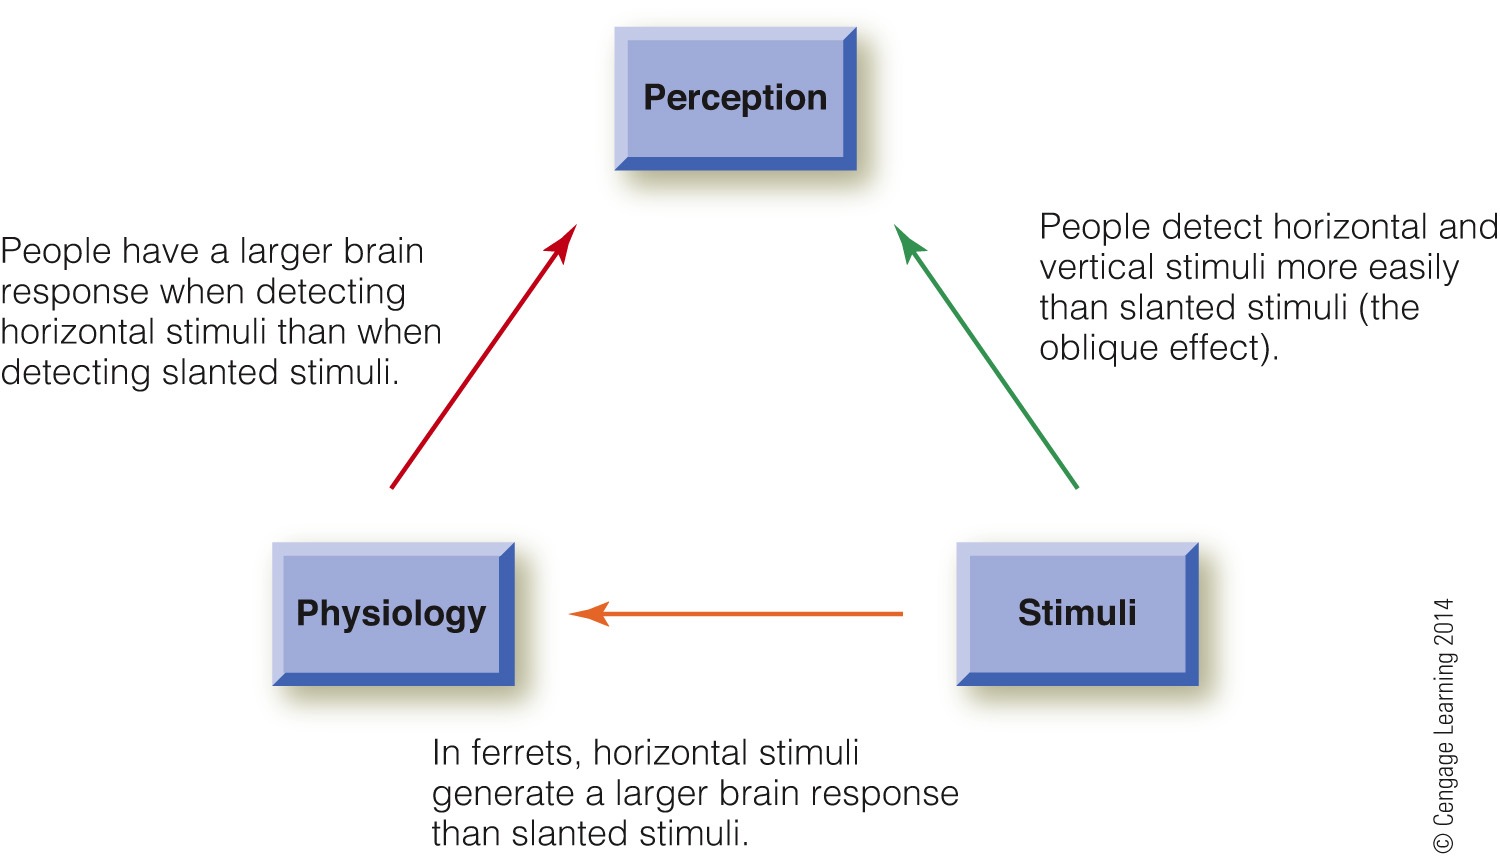 Perception
People have a larger brain
response when detecting
horizontal stimuli than when
detecting slanted stimuli.
People detect horizontal and
vertical stimuli more easily
than slanted stimuli (the
oblique effect).
Physiology
Stimuli
In ferrets, horizontal stimuli
generate a larger brain response
than slanted stimuli.
© Cengage Learning 2014